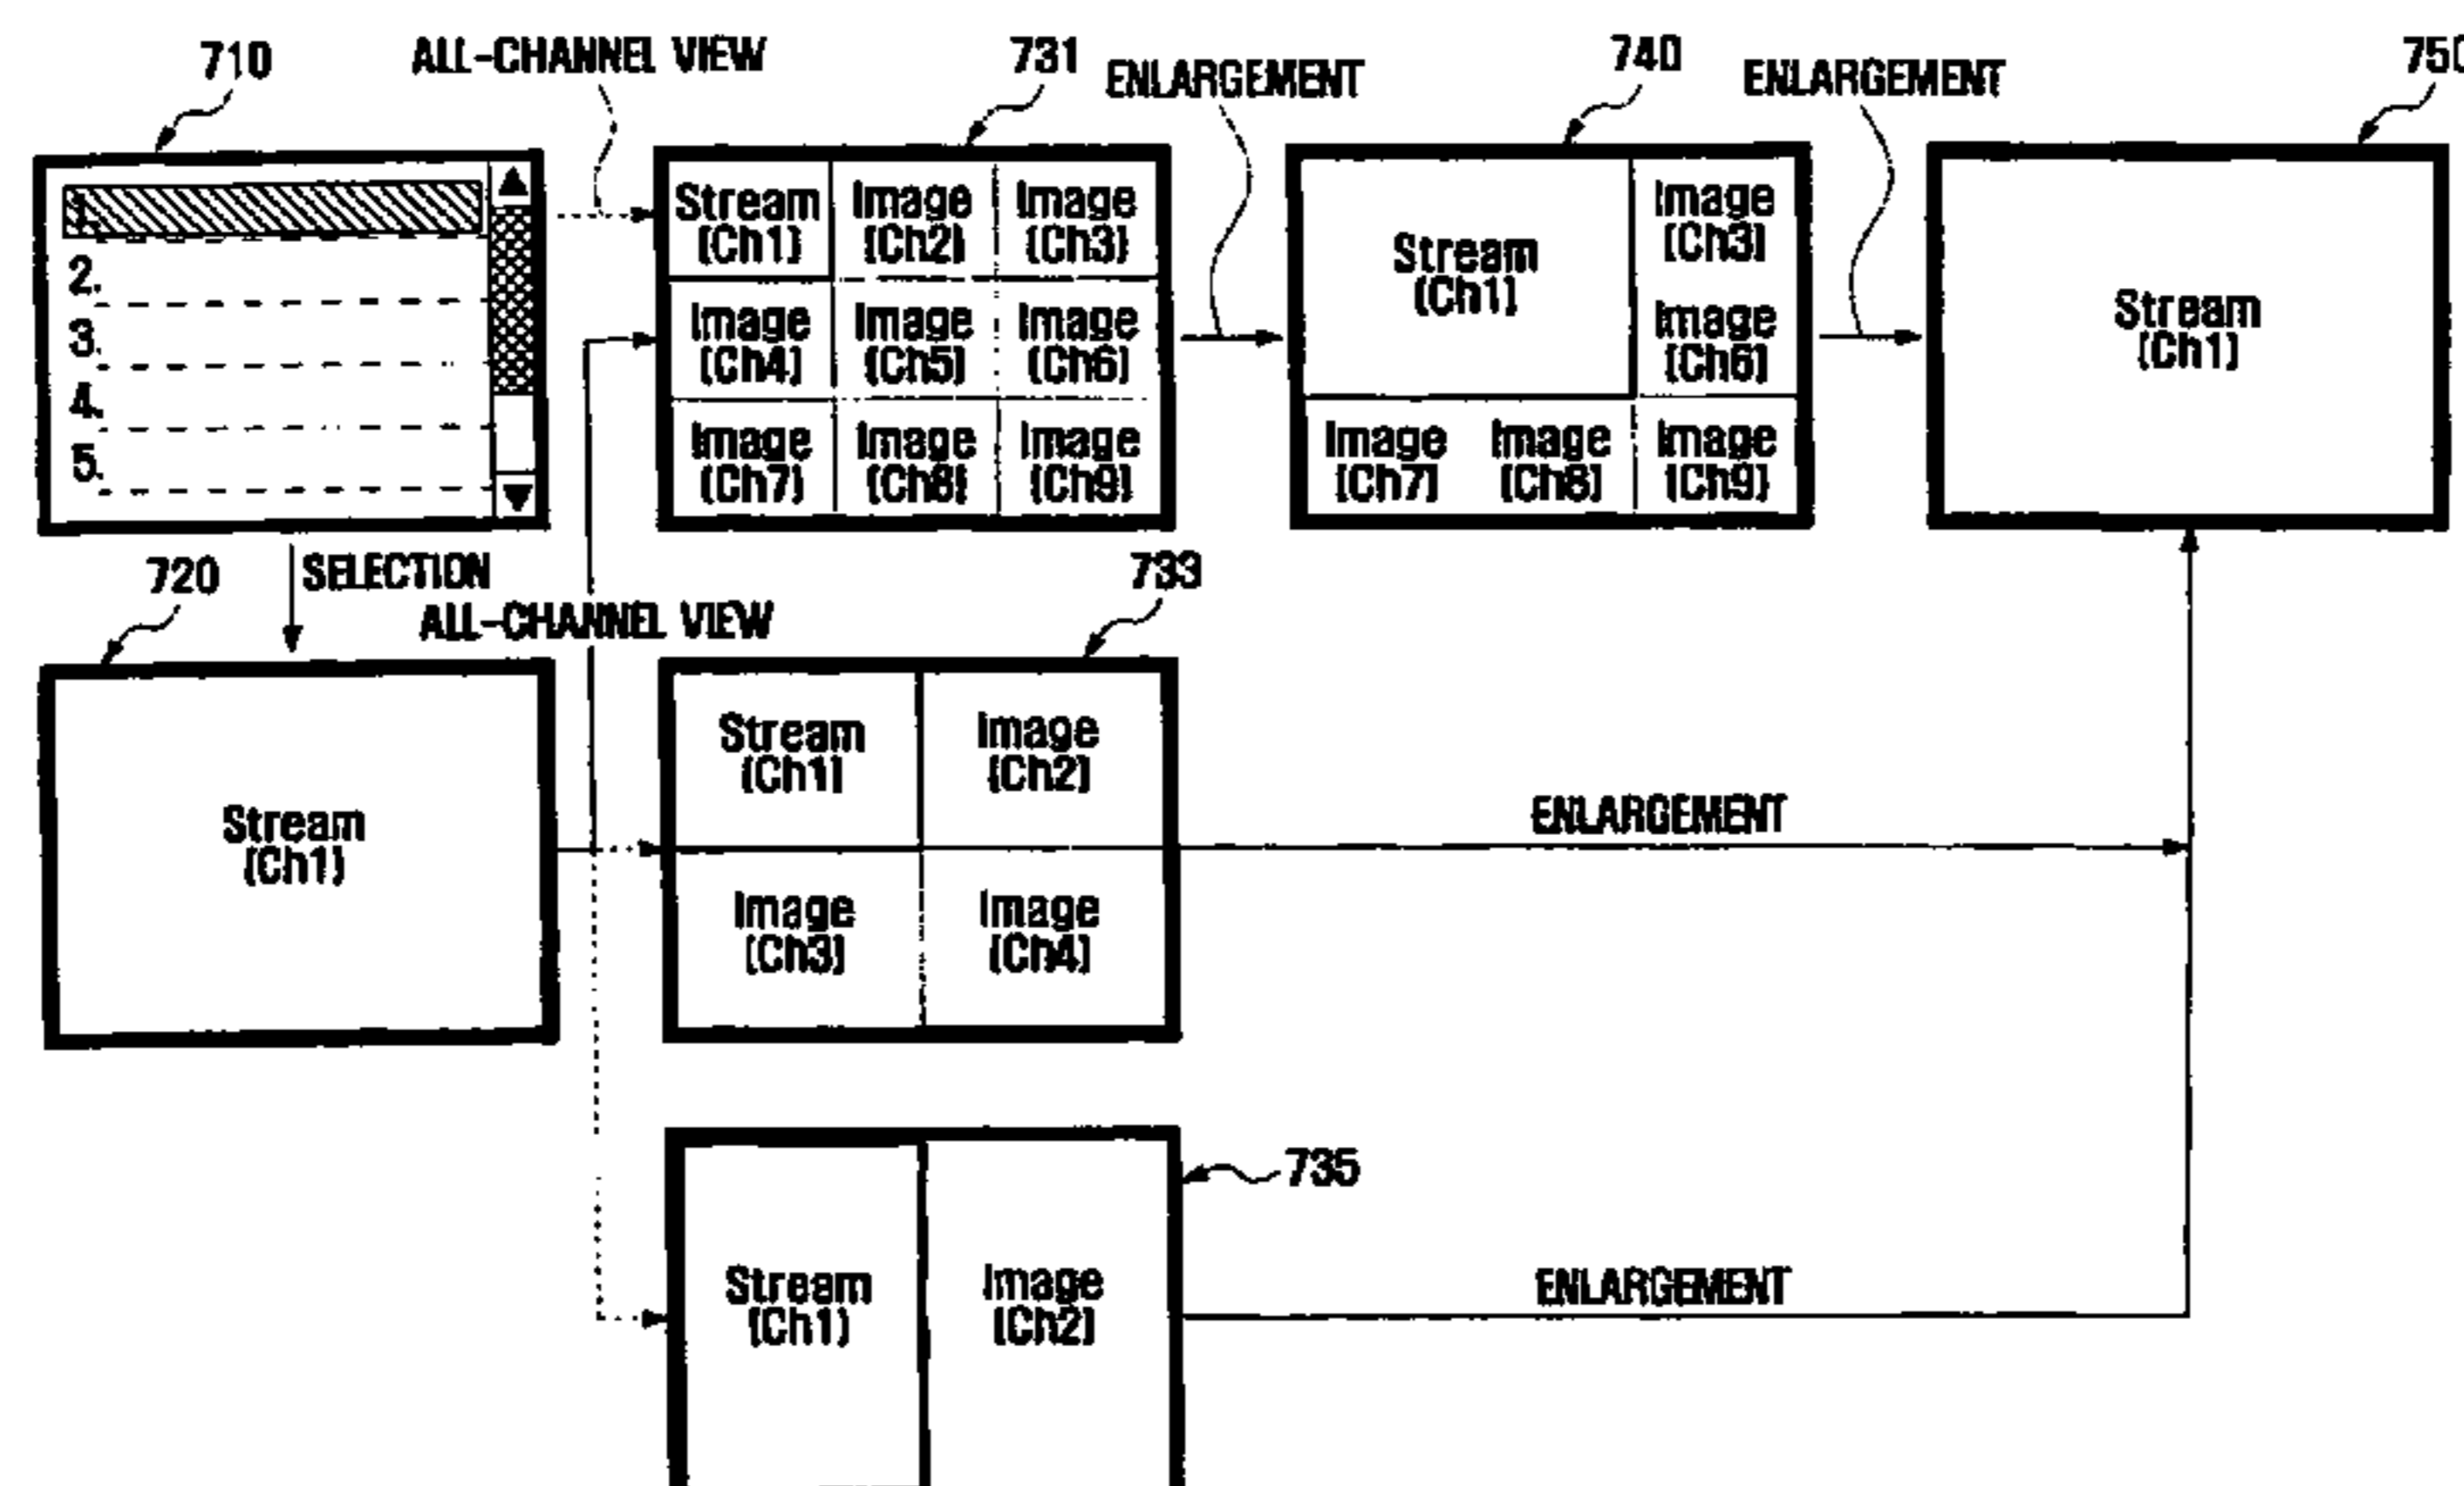 710
ALL-CHANNEL VIEW
731
ENLARGEMENT
740
ENLARGEMENT
750
1.
2.
3.
4.
5.
Stream
(Ch1)
Image
(Ch2)
Image
(Ch3)
Image
(Ch4)
Image
(Ch5)
Image
(Ch6)
Image
(Ch7)
Image
(Ch8)
Image
(Ch9)
Stream
(Ch1)
Image
(Ch3)
Image
(Ch6)
Image
(Ch7)
Image
(Ch8)
Image
(Ch9)
Stream
(Ch1)
720
SELECTION
ALL-CHANNEL VIEW
733
Stream
(Ch1)
Stream
(Ch1)
Image
(Ch2)
Image
(Ch3)
Image
(Ch4)
ENLARGEMENT
735
Stream
(Ch1)
Image
(Ch2)
ENLARGEMENT